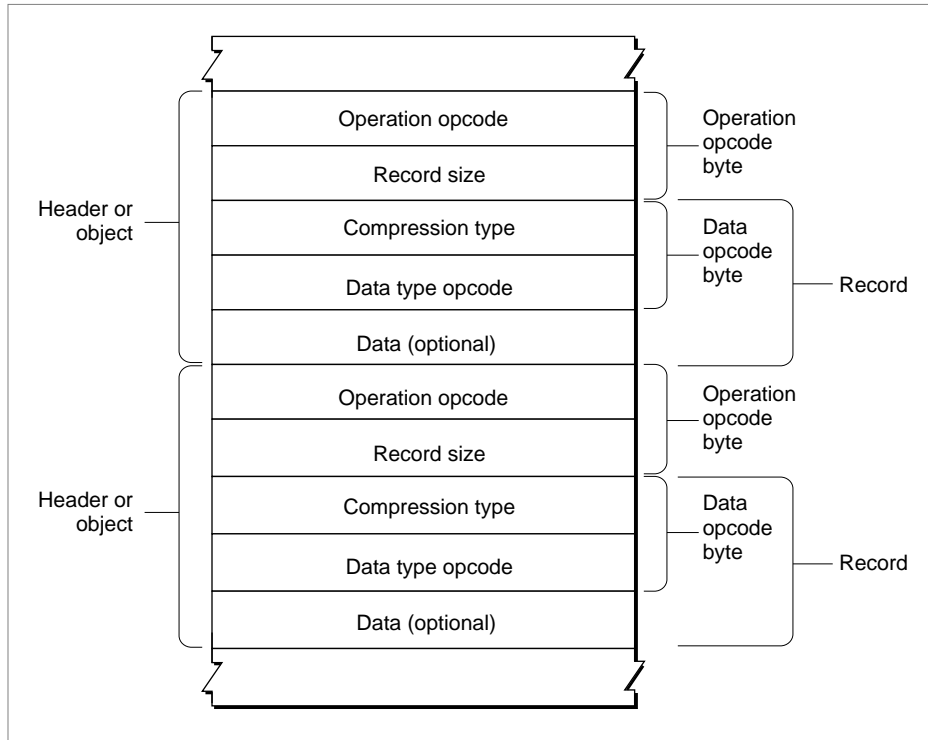 Operation opcode
Record size
Compression type
Data type opcode
Data (optional)
Operation opcode
Record size
Compression type
Data type opcode
Data (optional)
Header or
object
Header or
object
Operation
opcode
byte
Data
opcode
byte
Record
Operation
opcode
byte
Data
opcode
byte
Record